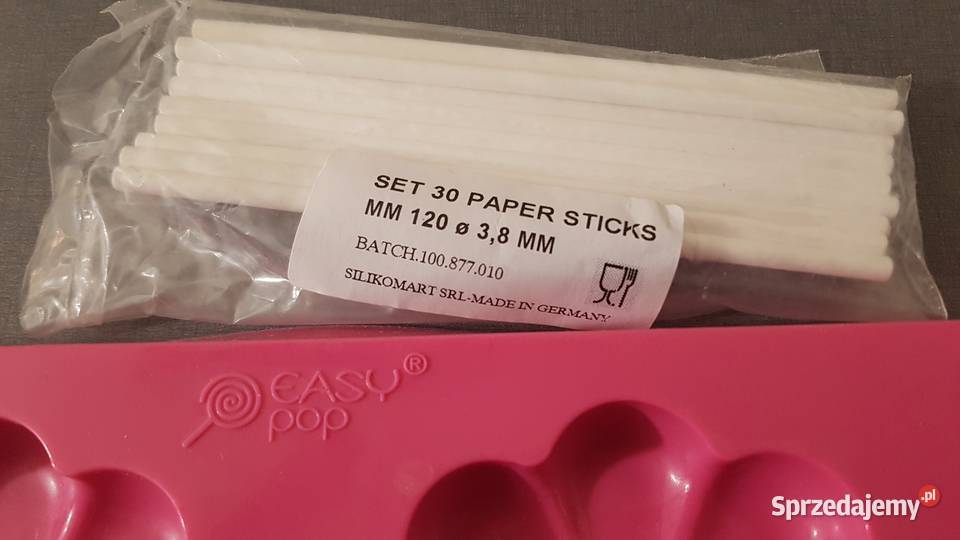 SET 30 PAPER STICKS
MM 120 ø 3,8 MM
BATCH.100.877.010
SILIKOMART SRL-MADE IN GERMANY
EASY®
pop
Sprzedajemy.pl